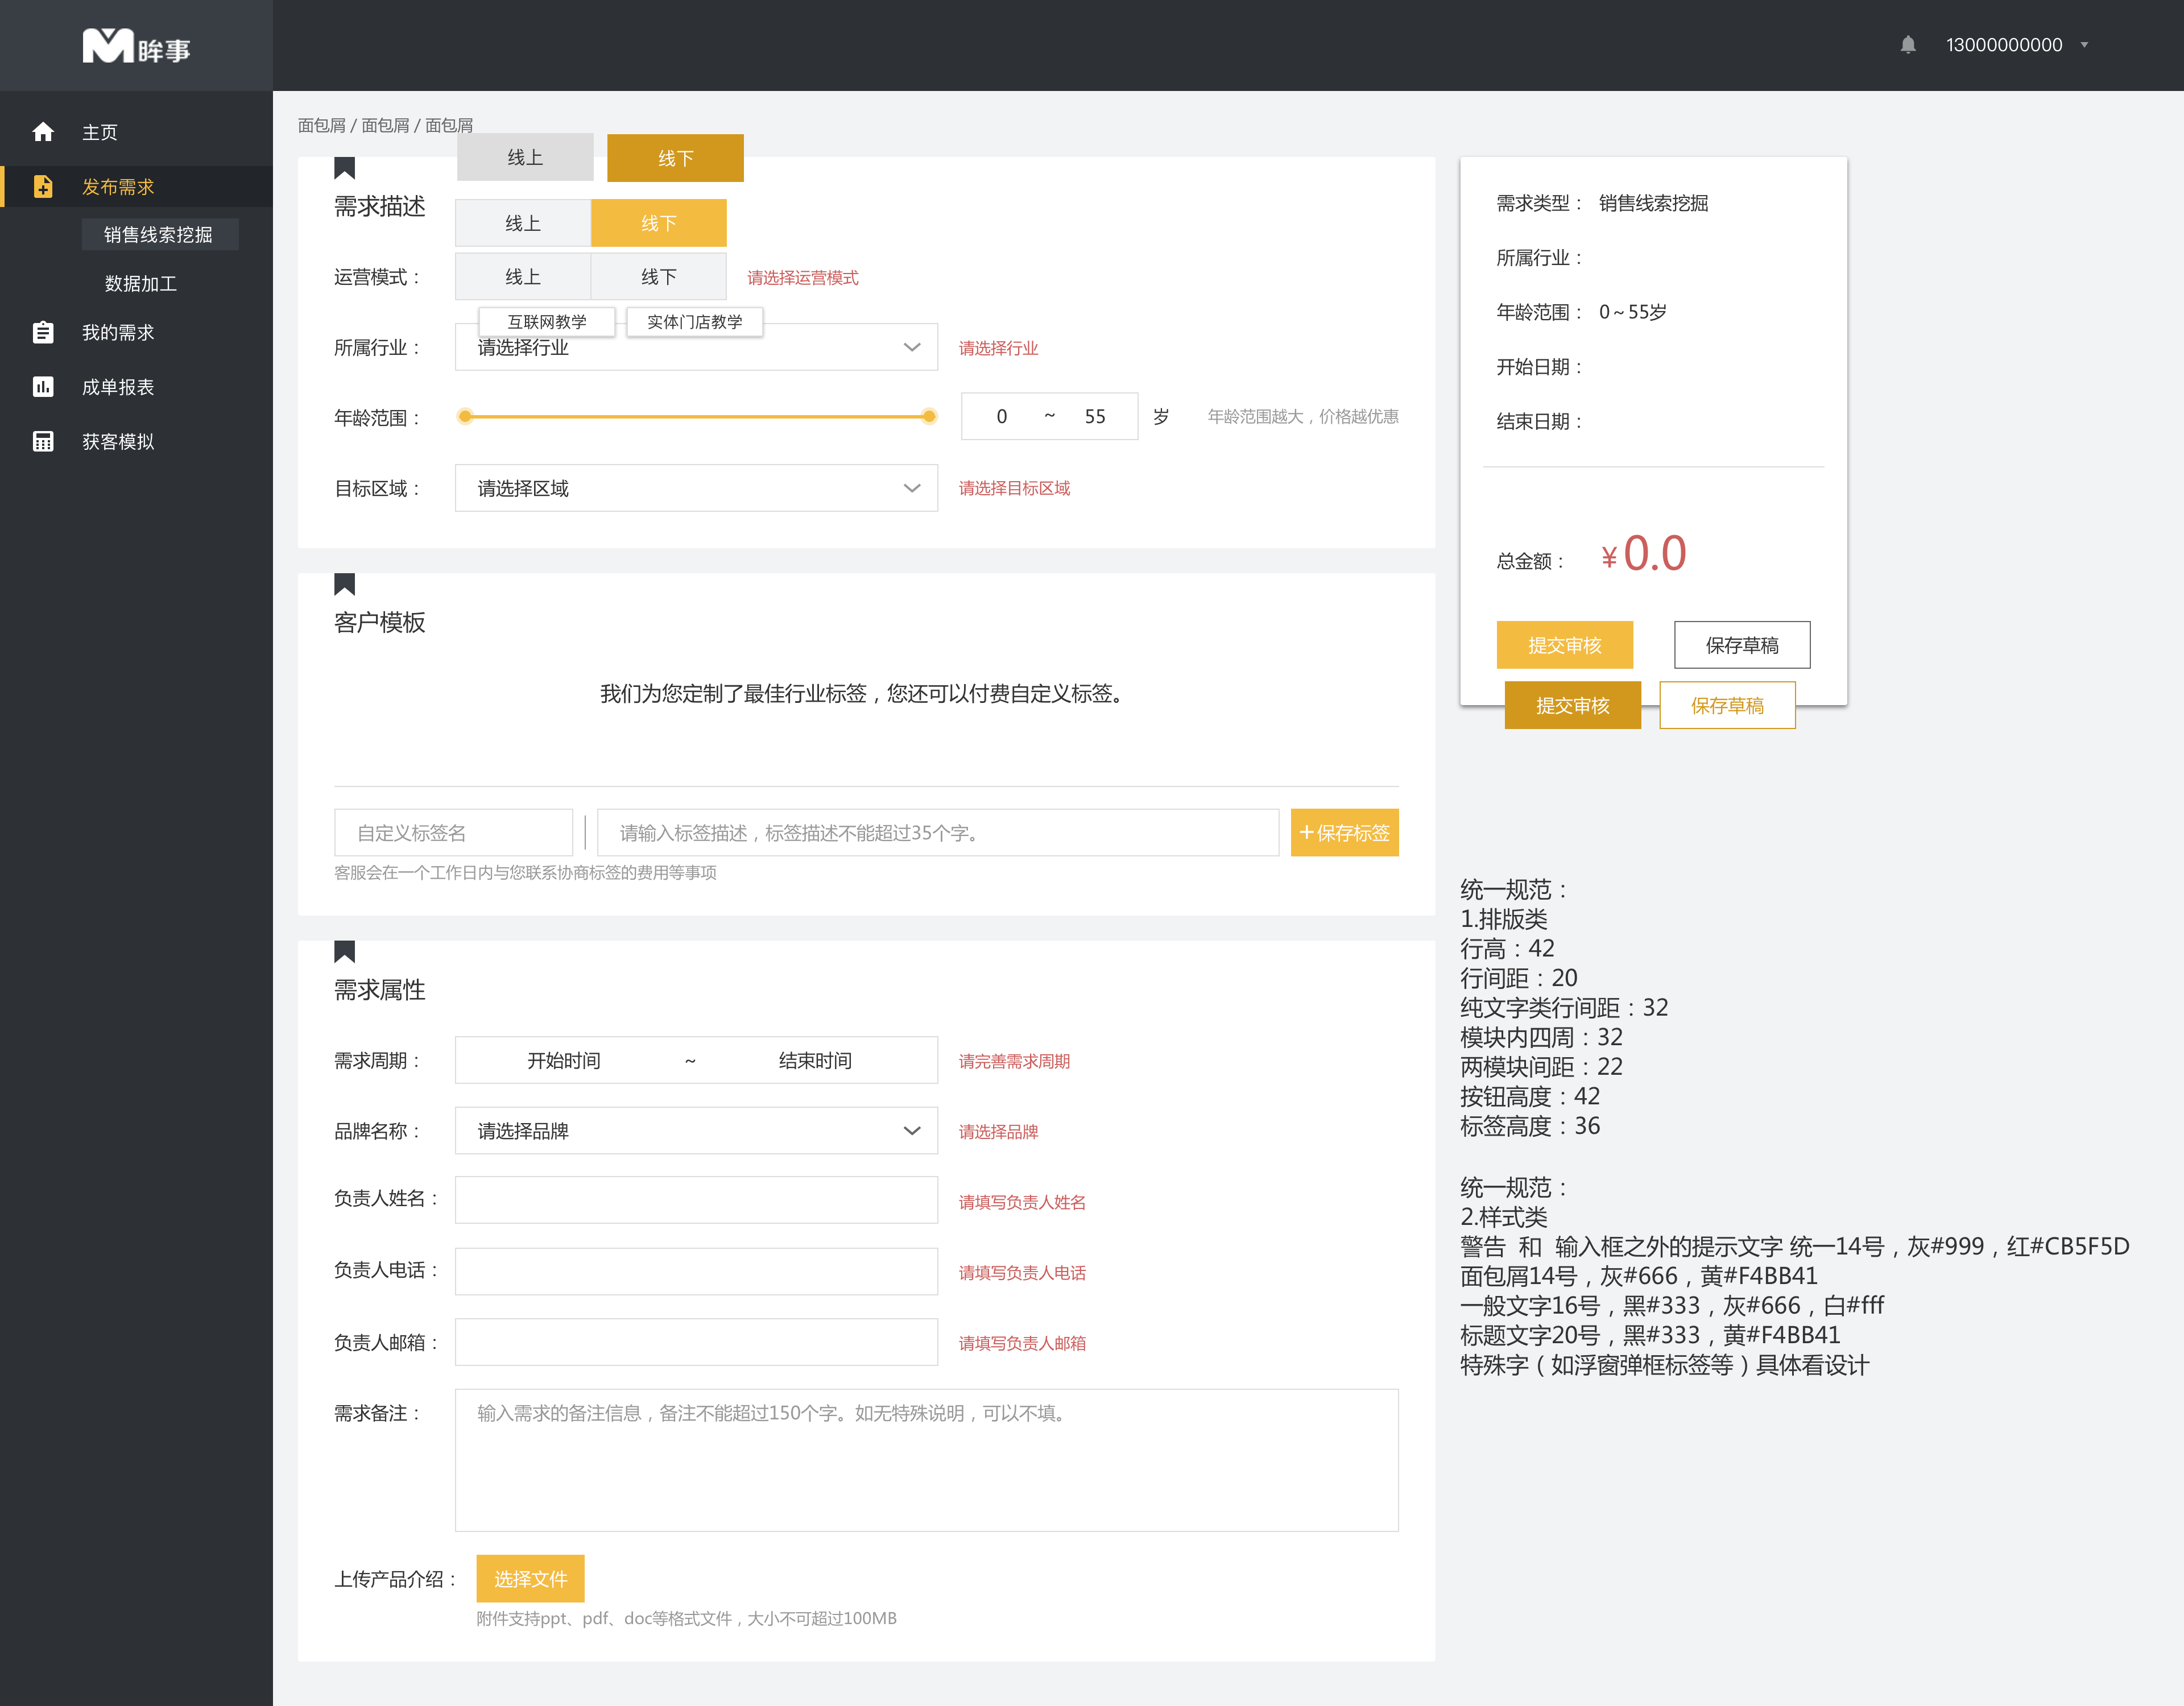 眸事
13000000000
主页
发布需求
销售线索挖掘
数据加工
我的需求
成单报表
获客模拟
面包屑 / 面包屑 / 面包屑
线上 线下
需求描述
线上 线下
运营模式： 线上 线下 请选择运营模式
互联网教学 实体门店教学
所属行业： 请选择行业 请选择行业
年龄范围： 0 ~ 55 岁 年龄范围越大，价格越优惠
目标区域： 请选择区域 请选择目标区域
客户模板
我们为您定制了最佳行业标签，您还可以付费自定义标签。
自定义标签名 请输入标签描述，标签描述不能超过35个字。 +保存标签
客服会在一个工作日内与您联系协商标签的费用等事项
需求属性
需求周期： 开始时间 ~ 结束时间 请完善需求周期
品牌名称： 请选择品牌 请选择品牌
负责人姓名： 请填写负责人姓名
负责人电话： 请填写负责人电话
负责人邮箱： 请填写负责人邮箱
需求备注： 输入需求的备注信息，备注不能超过150个字。如无特殊说明，可以不填。
上传产品介绍： 选择文件
附件支持ppt、pdf、doc等格式文件，大小不可超过100MB
需求类型： 销售线索挖掘
所属行业：
年龄范围： 0～55岁
开始日期：
结束日期：
总金额： ¥0.0
提交审核 保存草稿
提交审核 保存草稿
统一规范：
1.排版类
行高：42
行间距：20
纯文字类行间距：32
模块内四周：32
两模块间距：22
按钮高度：42
标签高度：36
统一规范：
2.样式类
警告 和 输入框之外的提示文字 统一14号，灰#999，红#CB5F5D
面包屑14号，灰#666，黄#F4BB41
一般文字16号，黑#333，灰#666，白#fff
标题文字20号，黑#333，黄#F4BB41
特殊字（如浮窗弹框标签等）具体看设计